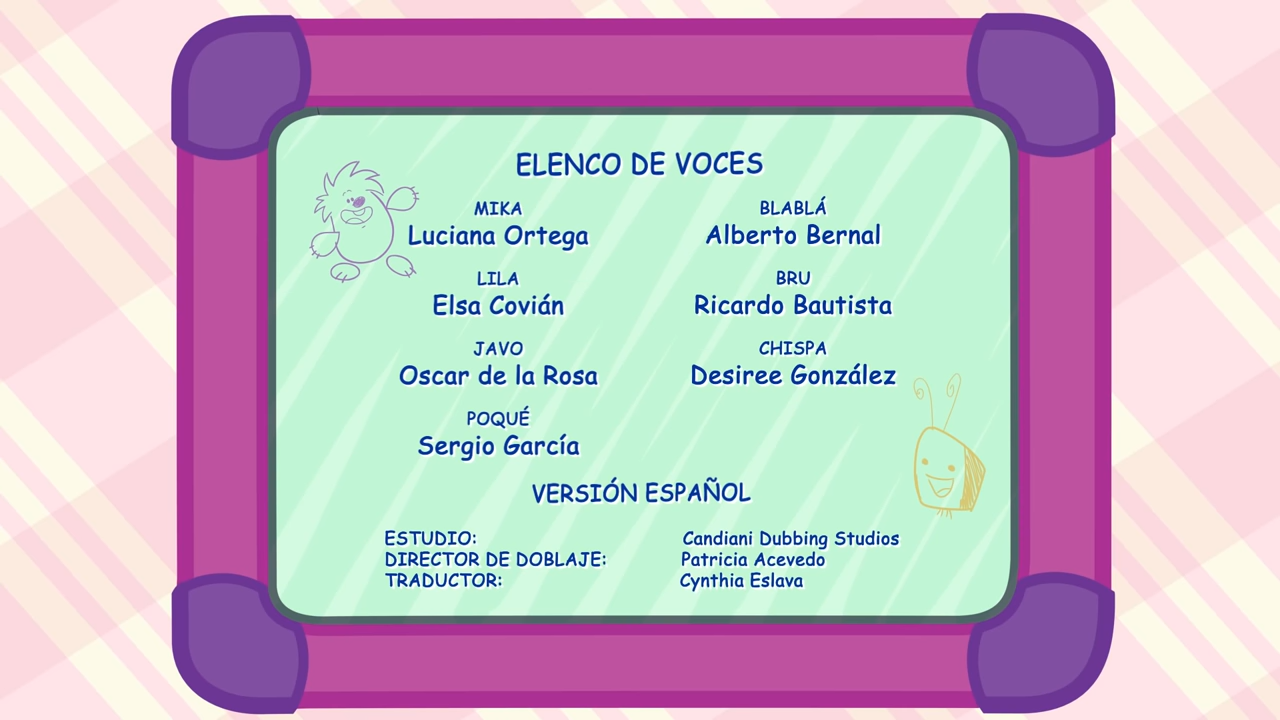 ELENCO DE VOCES
MIKA
Luciana Ortega
LILA
Elsa Covián
JAVO
Oscar de la Rosa
POQUÉ
Sergio García
BLABLÁ
Alberto Bernal
BRU
Ricardo Bautista
CHISPA
Desiree González
VERSIÓN ESPAÑOL
ESTUDIO: Candiani Dubbing Studios
DIRECTOR DE DOBLAJE: Patricia Acevedo
TRADUCTOR: Cynthia Eslava